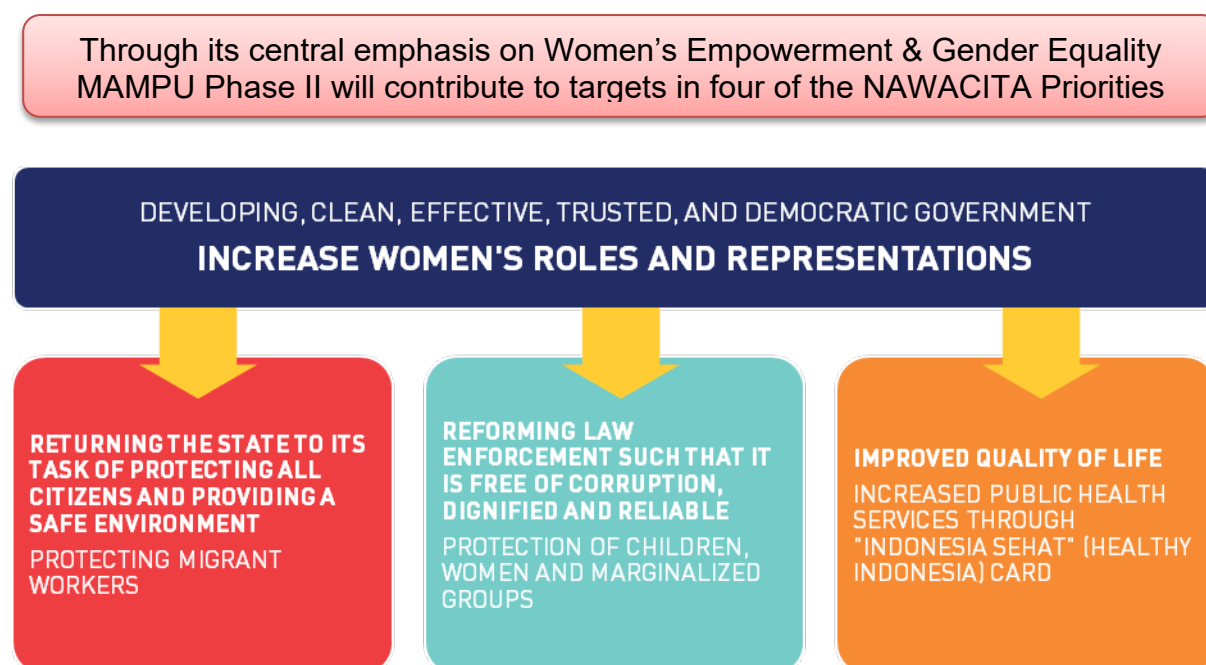 Through its central emphasis on Women’s Empowerment & Gender Equality
MAMPU Phase II will contribute to targets in four of the NAWACITA Priorities
DEVELOPING, CLEAN, EFFECTIVE, TRUSTED, AND DEMOCRATIC GOVERNMENT
INCREASE WOMEN'S ROLES AND REPRESENTATIONS
RETURNING THE STATE TO ITS
TASK OF PROTECTING ALL
CITIZENS AND PROVIDING A
SAFE ENVIRONMENT
PROTECTING MIGRANT
WORKERS
REFORMING LAW
ENFORCEMENT SUCH THAT IT
IS FREE OF CORRUPTION,
DIGNIFIED AND RELIABLE
PROTECTION OF CHILDREN,
WOMEN AND MARGINALIZED
GROUPS
IMPROVED QUALITY OF LIFE
INCREASED PUBLIC HEALTH
SERVICES THROUGH
"INDONESIA SEHAT" (HEALTHY
INDONESIA) CARD